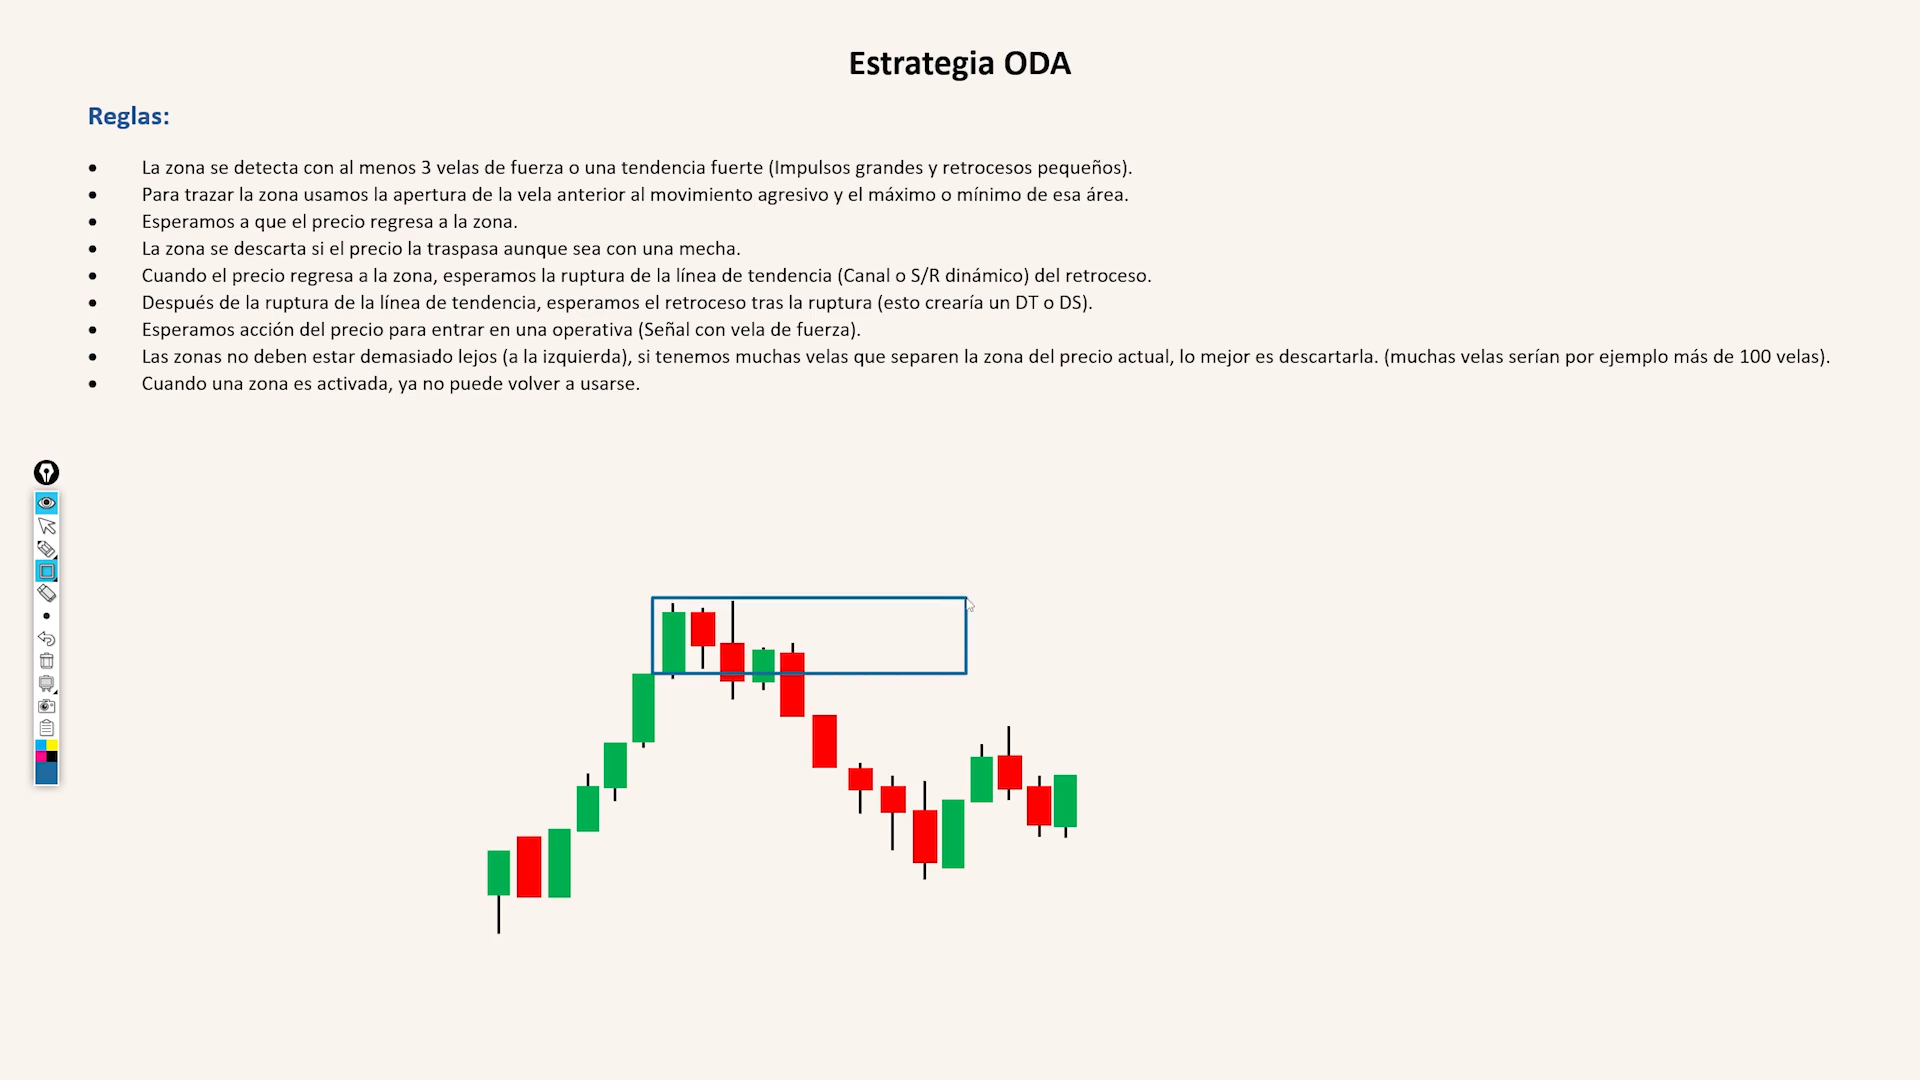 Estrategia ODA
Reglas:
• La zona se detecta con al menos 3 velas de fuerza o una tendencia fuerte (Impulsos grandes y retrocesos pequeños).
• Para trazar la zona usamos la apertura de la vela anterior al movimiento agresivo y el máximo o mínimo de esa área.
• Esperamos a que el precio regresa a la zona.
• La zona se descarta si el precio la traspasa aunque sea con una mecha.
• Cuando el precio regresa a la zona, esperamos la ruptura de la línea de tendencia (Canal o S/R dinámico) del retroceso.
• Después de la ruptura de la línea de tendencia, esperamos el retroceso tras la ruptura (esto crearía un DT o DS).
• Esperamos acción del precio para entrar en una operativa (Señal con vela de fuerza).
• Las zonas no deben estar demasiado lejos (a la izquierda), si tenemos muchas velas que separen la zona del precio actual, lo mejor es descartarla. (muchas velas serían por ejemplo más de 100 velas).
• Cuando una zona es activada, ya no puede volver a usarse.